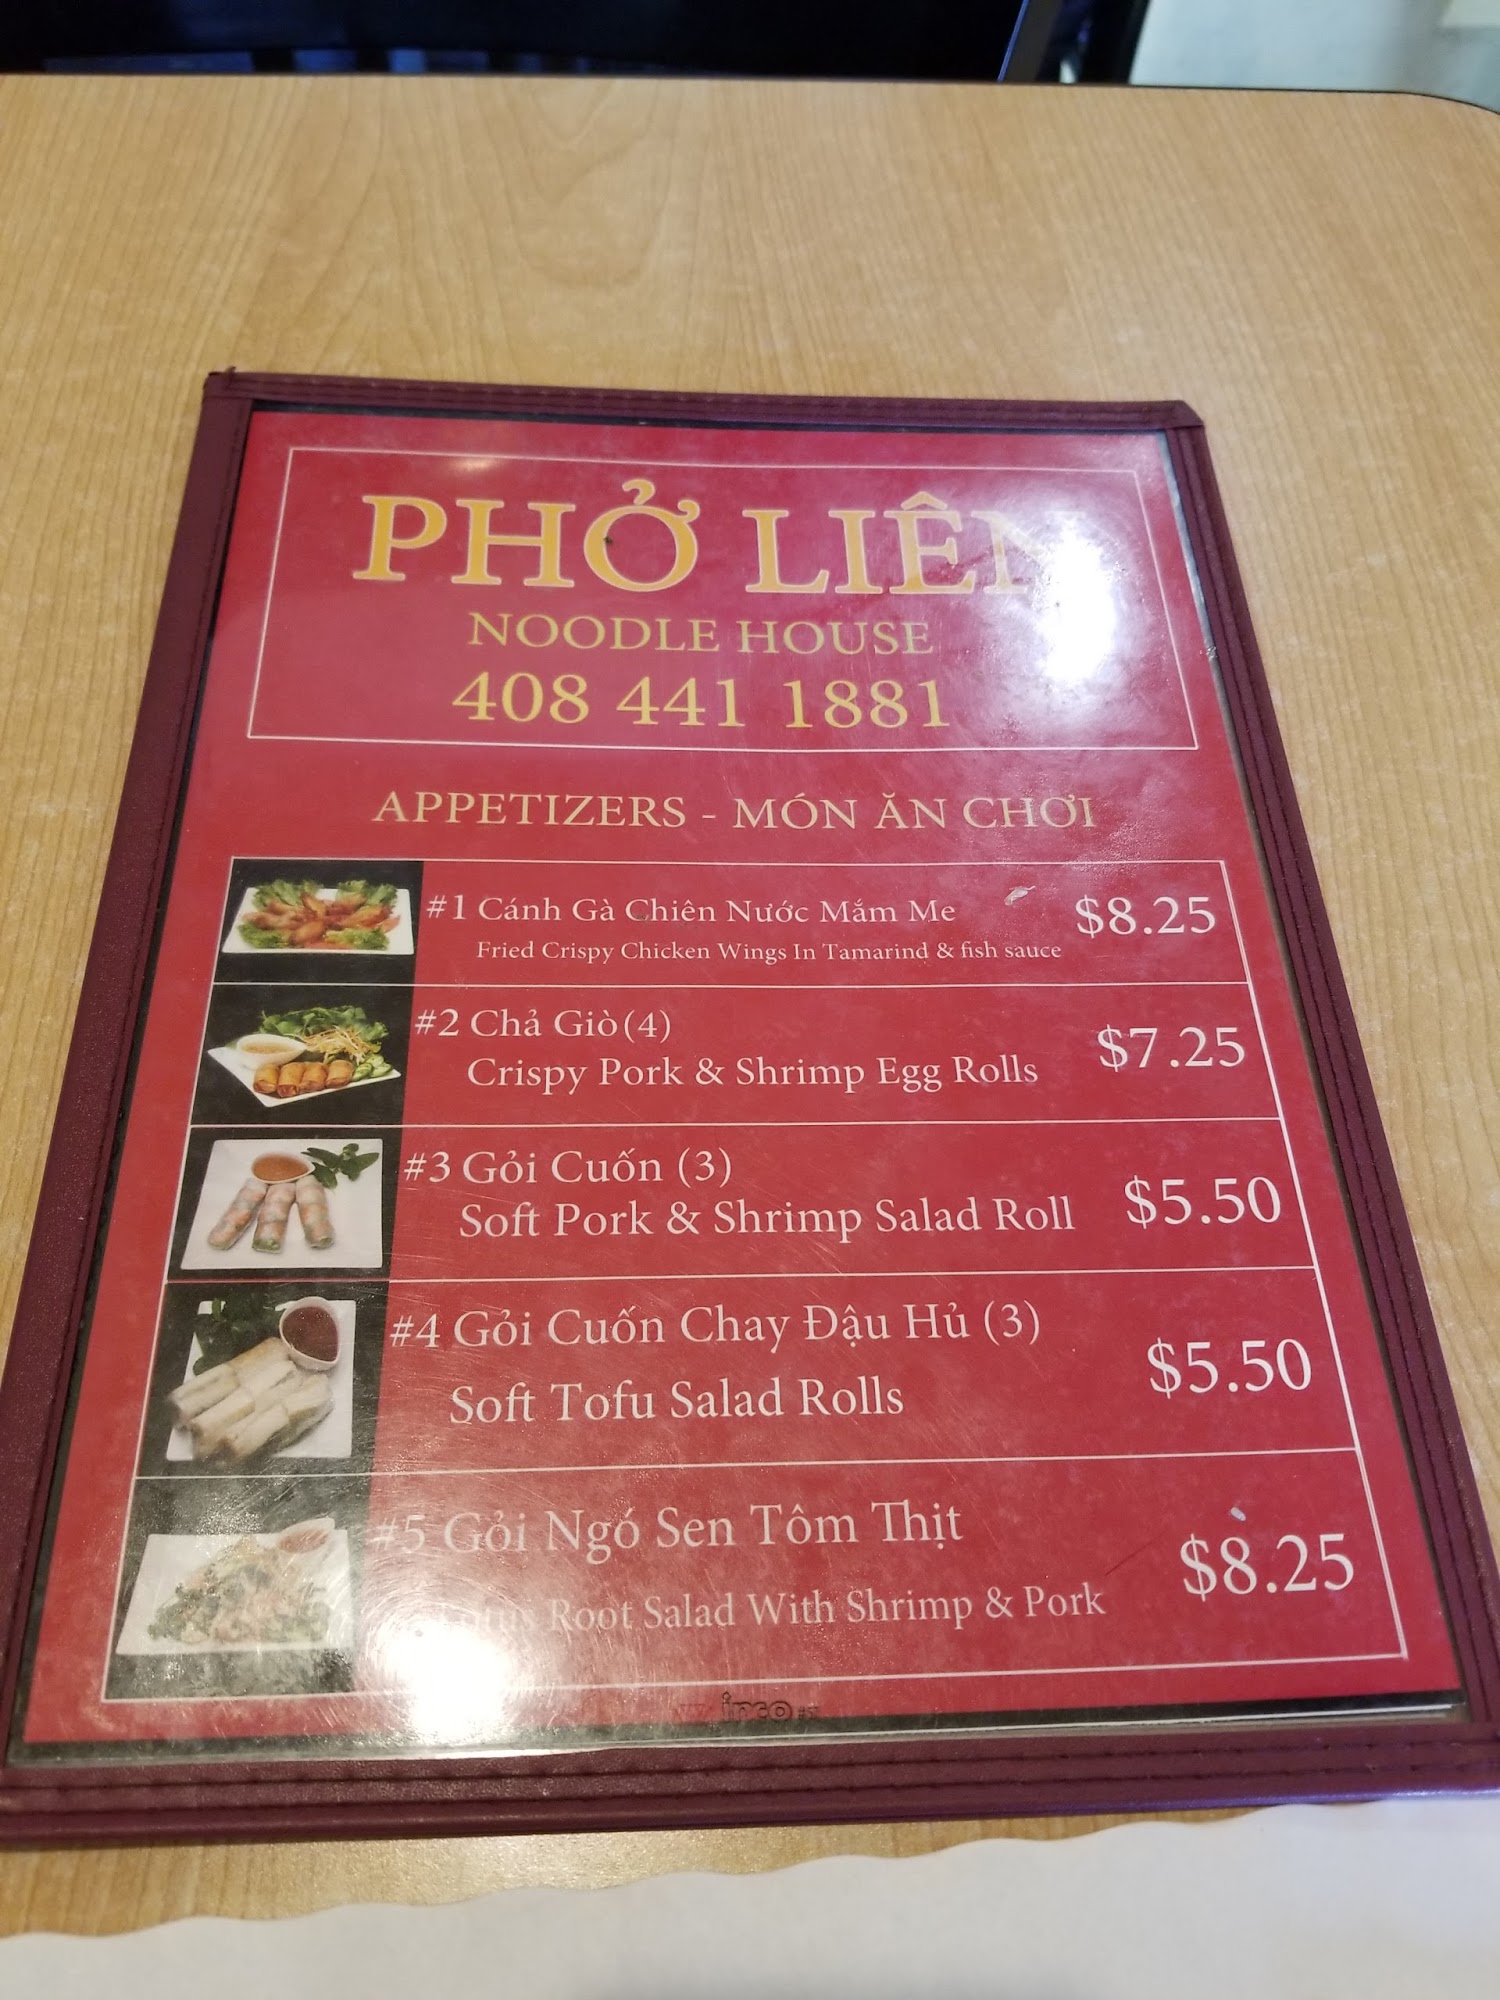 PHỞ LIÊN
NOODLE HOUSE
408 441 1881
APPETIZERS - MÓN ĂN CHƠI
#1 Cánh Gà Chiên Nước Mắm Me $8.25
Fried Crispy Chicken Wings In Tamarind & fish sauce
#2 Chả Giò (4)
Crispy Pork & Shrimp Egg Rolls $7.25
#3 Gỏi Cuốn (3)
Soft Pork & Shrimp Salad Roll $5.50
#4 Gỏi Cuốn Chay Đậu Hủ (3)
Soft Tofu Salad Rolls $5.50
#5 Gỏi Ngó Sen Tôm Thịt
Lotus Root Salad With Shrimp & Pork $8.25